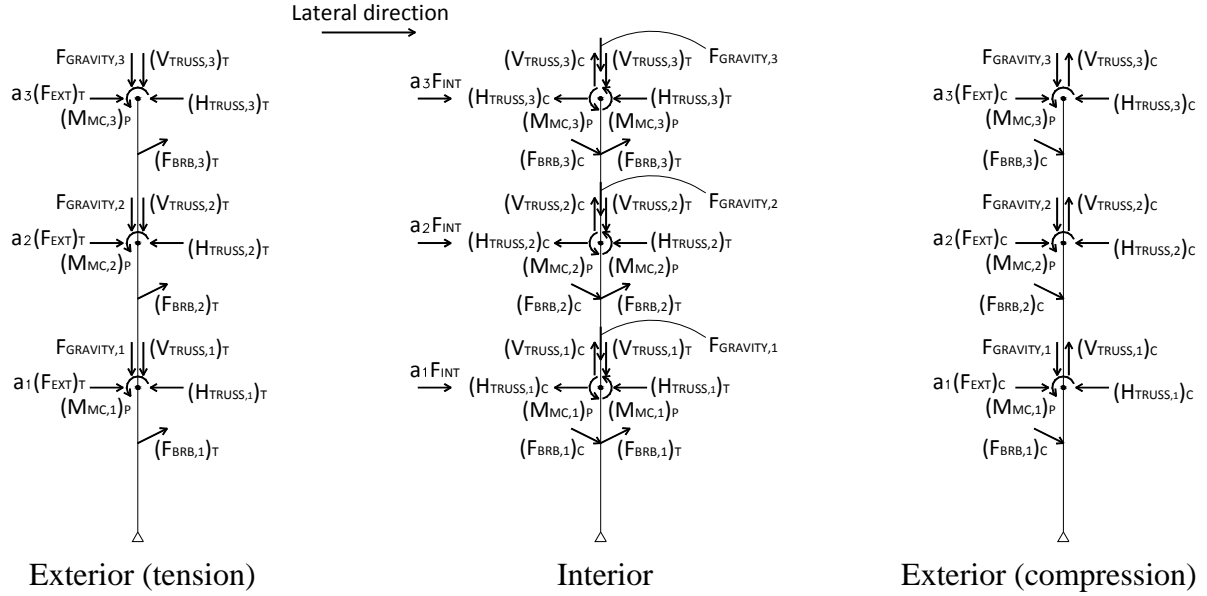 Lateral direction
FGRAVITY,3 (VTRUSS,3)T
a3(FEXT)T (HTRUSS,3)T
(MMC,3)P
(FBRB,3)T
FGRAVITY,2 (VTRUSS,2)T
a2(FEXT)T (HTRUSS,2)T
(MMC,2)P
(FBRB,2)T
FGRAVITY,1 (VTRUSS,1)T
a1(FEXT)T (HTRUSS,1)T
(MMC,1)P
(FBRB,1)T
Exterior (tension)
(VTRUSS,3)C (VTRUSS,3)T FGRAVITY,3
a3FINT (HTRUSS,3)C (HTRUSS,3)T
(MMC,3)P (MMC,3)P
(FBRB,3)C (FBRB,3)T
(VTRUSS,2)C (VTRUSS,2)T FGRAVITY,2
a2FINT (HTRUSS,2)C (HTRUSS,2)T
(MMC,2)P (MMC,2)P
(FBRB,2)C (FBRB,2)T
(VTRUSS,1)C (VTRUSS,1)T FGRAVITY,1
a1FINT (HTRUSS,1)C (HTRUSS,1)T
(MMC,1)P (MMC,1)P
(FBRB,1)C (FBRB,1)T
Interior
FGRAVITY,3 (VTRUSS,3)C
a3(FEXT)C (HTRUSS,3)C
(MMC,3)P
(FBRB,3)C
FGRAVITY,2 (VTRUSS,2)C
a2(FEXT)C (HTRUSS,2)C
(MMC,2)P
(FBRB,2)C
FGRAVITY,1 (VTRUSS,1)C
a1(FEXT)C (HTRUSS,1)C
(MMC,1)P
(FBRB,1)C
Exterior (compression)